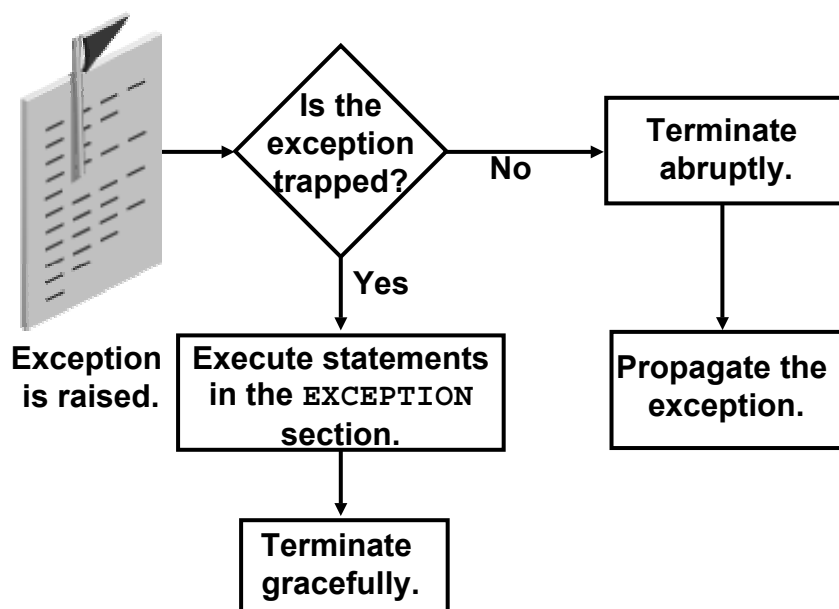 Is the
exception
trapped?
No
Terminate
abruptly.
Yes
Exception
is raised.
Execute statements
in the EXCEPTION
section.
Propagate the
exception.
Terminate
gracefully.